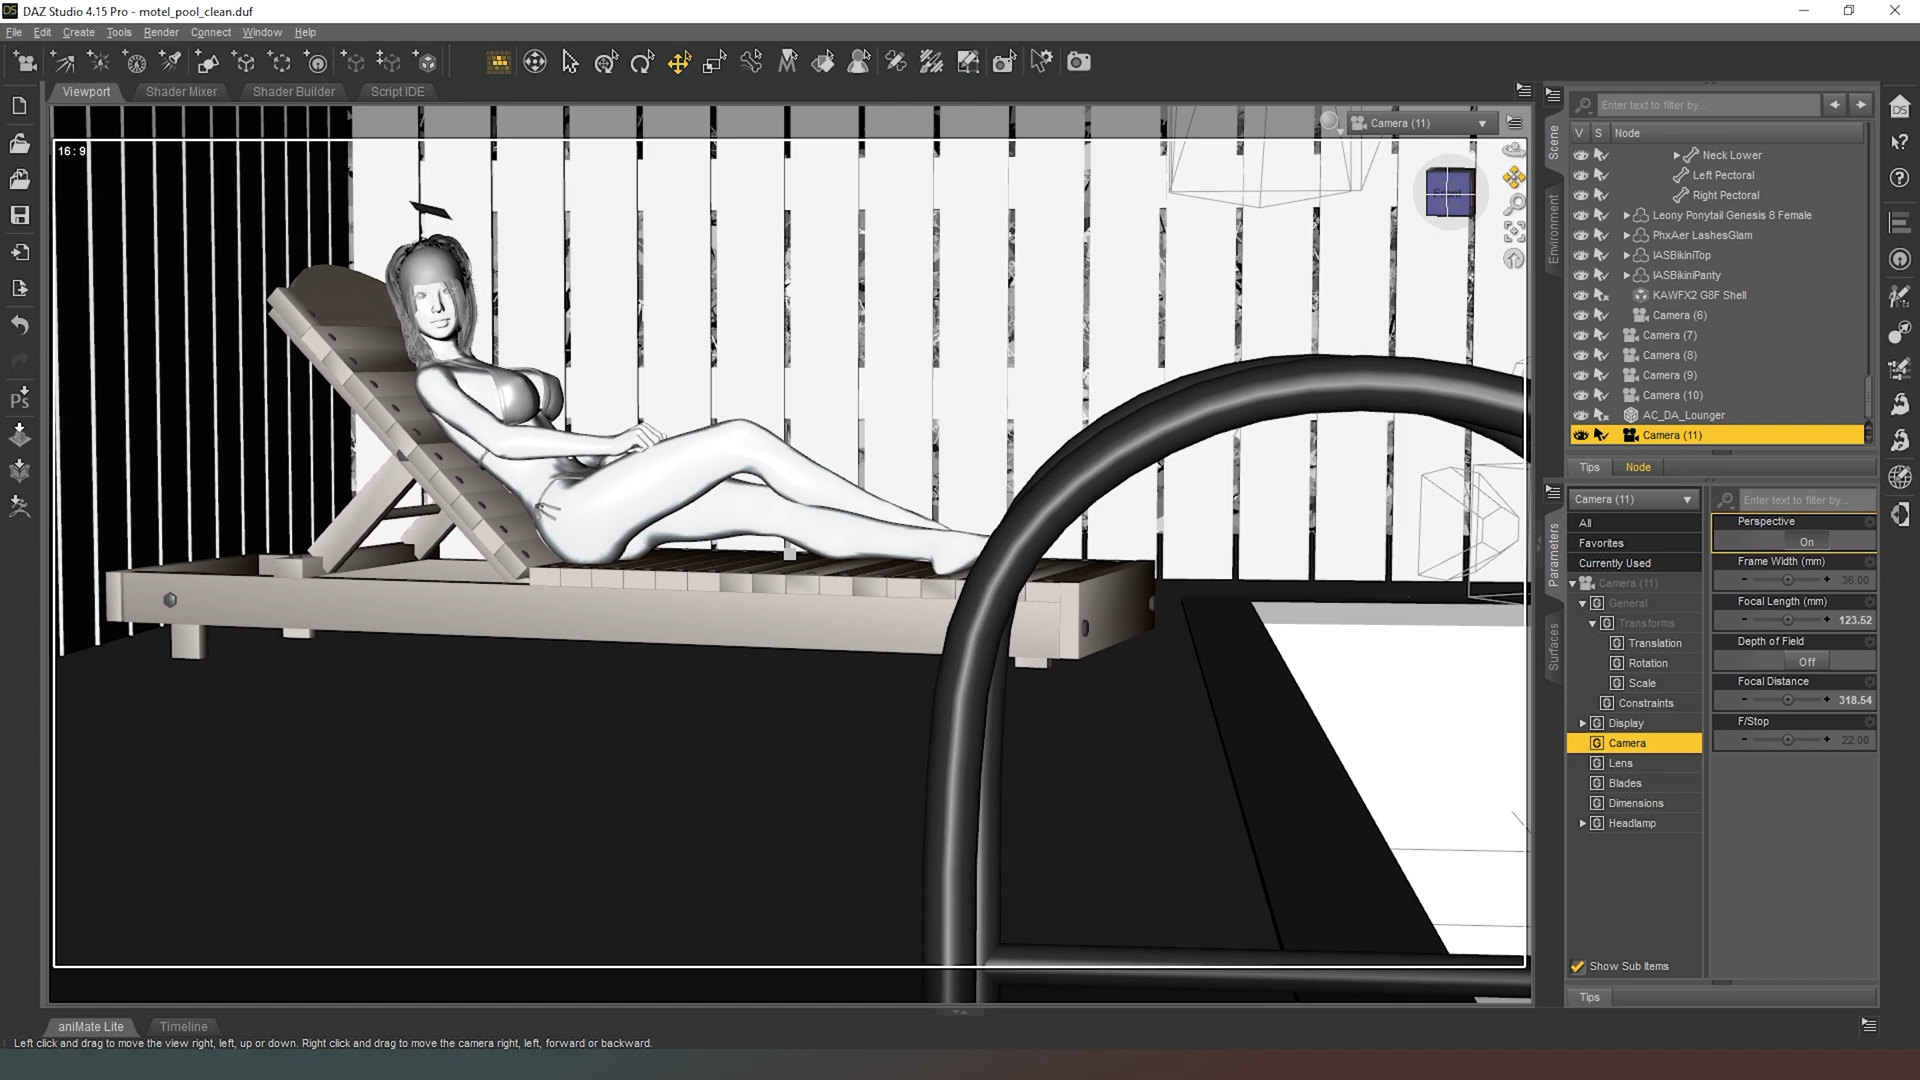 DAZ Studio 4.15 Pro - motel_pool_clean.duf
File Edit Create Tools Render Connect Window Help
Viewport Shader Mixer Shader Builder Script IDE
16 : 9
Camera (11)
Enter text to filter by...
V S Node
Neck Lower
Left Pectoral
Right Pectoral
Leony Ponytail Genesis 8 Female
PhxAer LashesGlam
IASBikiniTop
IASBikiniPanty
KAWFX2 G8F Shell
Camera (6)
Camera (7)
Camera (8)
Camera (9)
Camera (10)
AC_DA_Lounger
Camera (11)
Scene
Environment
Tips Node
Parameters
Surfaces
Camera (11)
All
Favorites
Currently Used
Camera (11)
General
Transforms
Translation
Rotation
Scale
Constraints
Display
Camera
Lens
Blades
Dimensions
Headlamp
Show Sub Items
Enter text to filter by...
Perspective
On
Frame Width (mm)
36.00
Focal Length (mm)
123.52
Depth of Field
Off
Focal Distance
318.54
F/Stop
22.00
Tips
Ps
DS
aniMate Lite Timeline
Left click and drag to move the view right, left, up or down. Right click and drag to move the camera right, left, forward or backward.